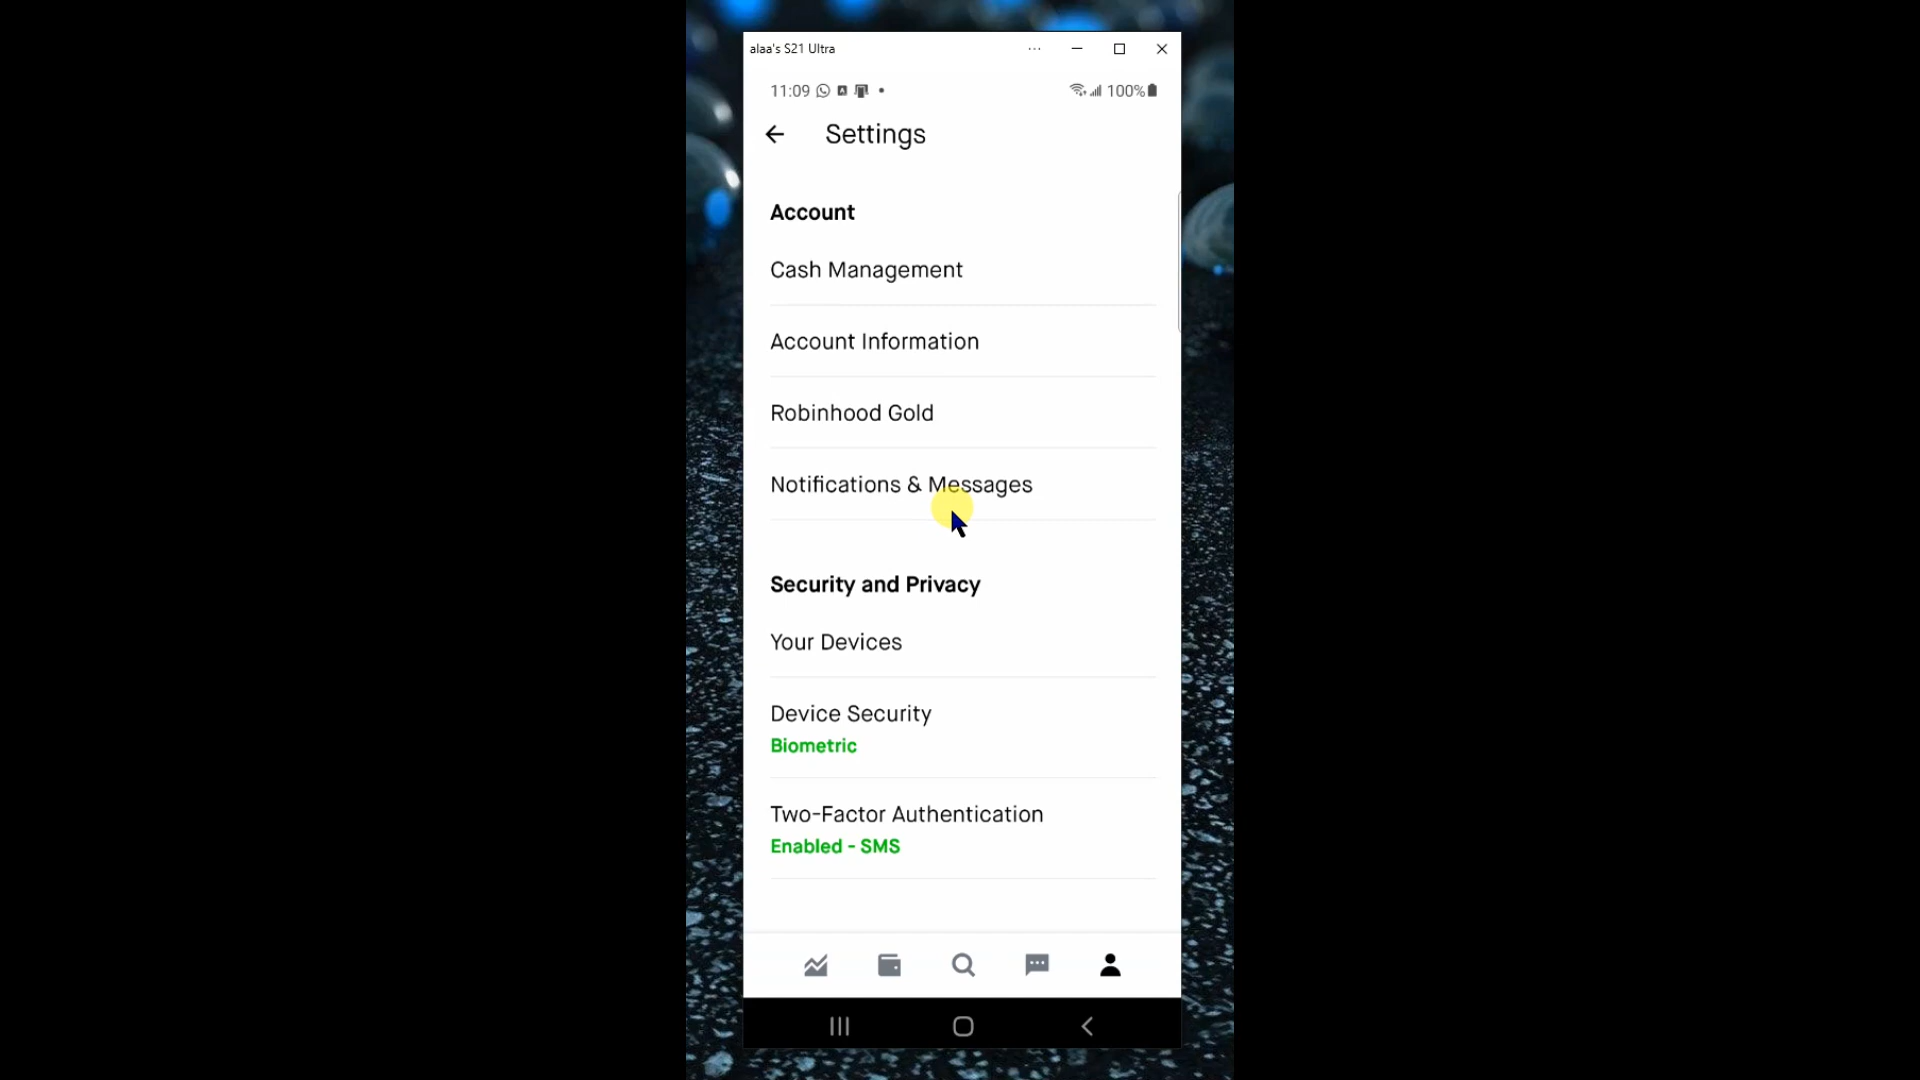 alaa's S21 Ultra
11:09
100%
Settings
Account
Cash Management
Account Information
Robinhood Gold
Notifications & Messages
Security and Privacy
Your Devices
Device Security
Biometric
Two-Factor Authentication
Enabled - SMS